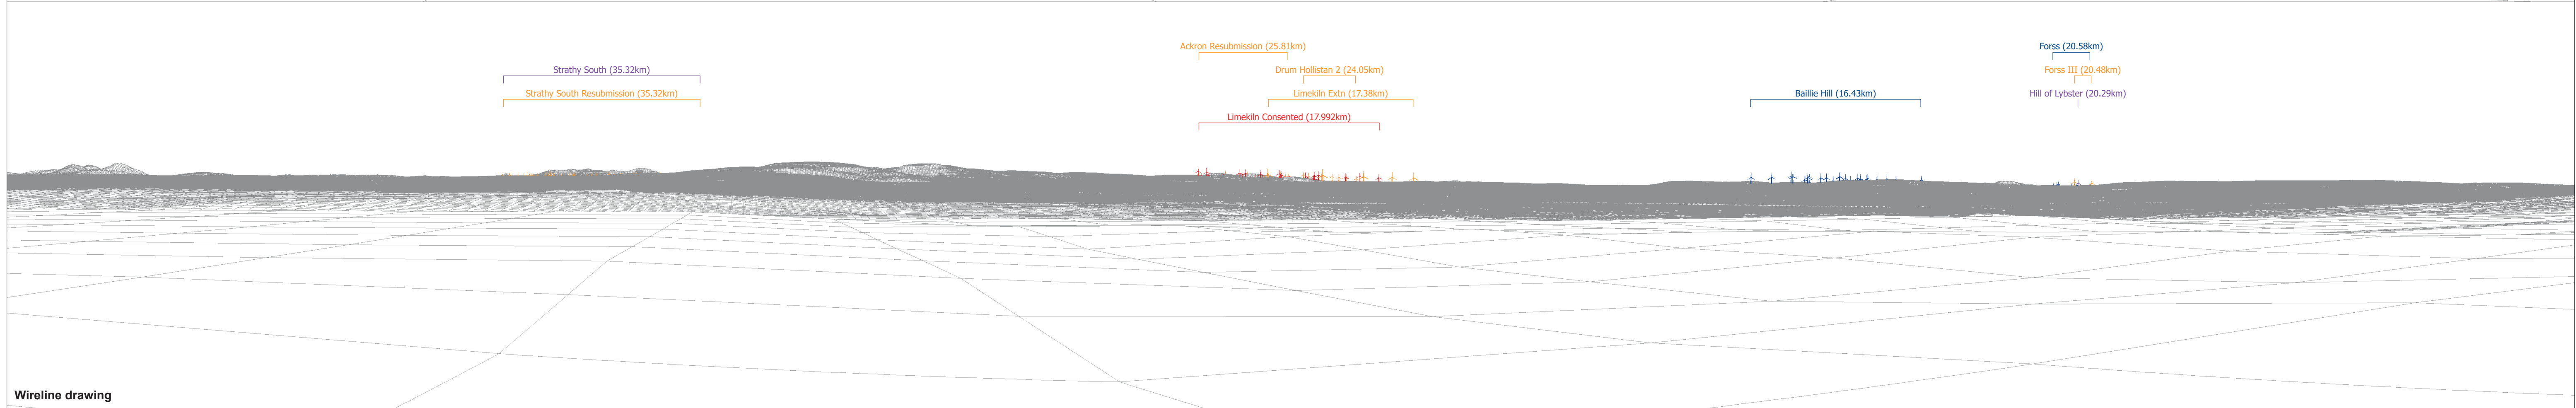 Ackron Resubmission (25.81km)
Forss (20.58km)
Strathy South (35.32km)
Drum Hollistan 2 (24.05km)
Forss III (20.48km)
Strathy South Resubmission (35.32km)
Limekiln Extn (17.38km)
Baillie Hill (16.43km)
Hill of Lybster (20.29km)
Limekiln Consented (17.992km)
Wireline drawing